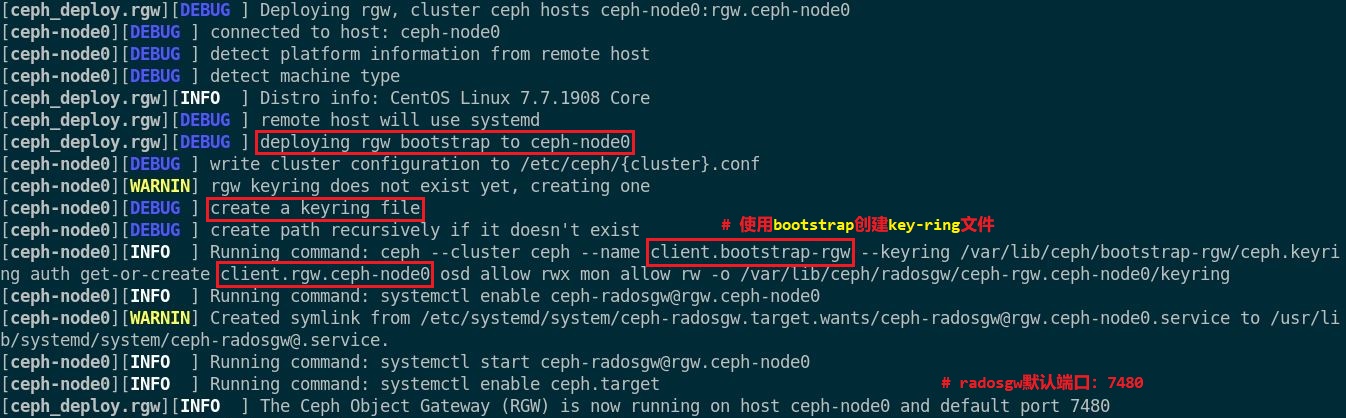 [ceph_deploy.rgw][DEBUG ] Deploying rgw, cluster ceph hosts ceph-node0:rgw.ceph-node0
[ceph-node0][DEBUG ] connected to host: ceph-node0
[ceph-node0][DEBUG ] detect platform information from remote host
[ceph-node0][DEBUG ] detect machine type
[ceph_deploy.rgw][INFO  ] Distro info: CentOS Linux 7.7.1908 Core
[ceph_deploy.rgw][DEBUG ] remote host will use systemd
[ceph_deploy.rgw][DEBUG ] deploying rgw bootstrap to ceph-node0
[ceph-node0][DEBUG ] write cluster configuration to /etc/ceph/{cluster}.conf
[ceph-node0][WARNIN] rgw keyring does not exist yet, creating one
[ceph-node0][DEBUG ] create a keyring file
[ceph-node0][DEBUG ] create path recursively if it doesn't exist
# 使用bootstrap创建key-ring文件
[ceph-node0][INFO  ] Running command: ceph --cluster ceph --name client.bootstrap-rgw --keyring /var/lib/ceph/bootstrap-rgw/ceph.keyri
ng auth get-or-create client.rgw.ceph-node0 osd allow rwx mon allow rw -o /var/lib/ceph/radosgw/ceph-rgw.ceph-node0/keyring
[ceph-node0][INFO  ] Running command: systemctl enable ceph-radosgw@rgw.ceph-node0
[ceph-node0][WARNIN] Created symlink from /etc/systemd/system/ceph-radosgw.target.wants/ceph-radosgw@rgw.ceph-node0.service to /usr/li
b/systemd/system/ceph-radosgw@.service.
[ceph-node0][INFO  ] Running command: systemctl start ceph-radosgw@rgw.ceph-node0
[ceph-node0][INFO  ] Running command: systemctl enable ceph.target
# radosgw默认端口：7480
[ceph_deploy.rgw][INFO  ] The Ceph Object Gateway (RGW) is now running on host ceph-node0 and default port 7480